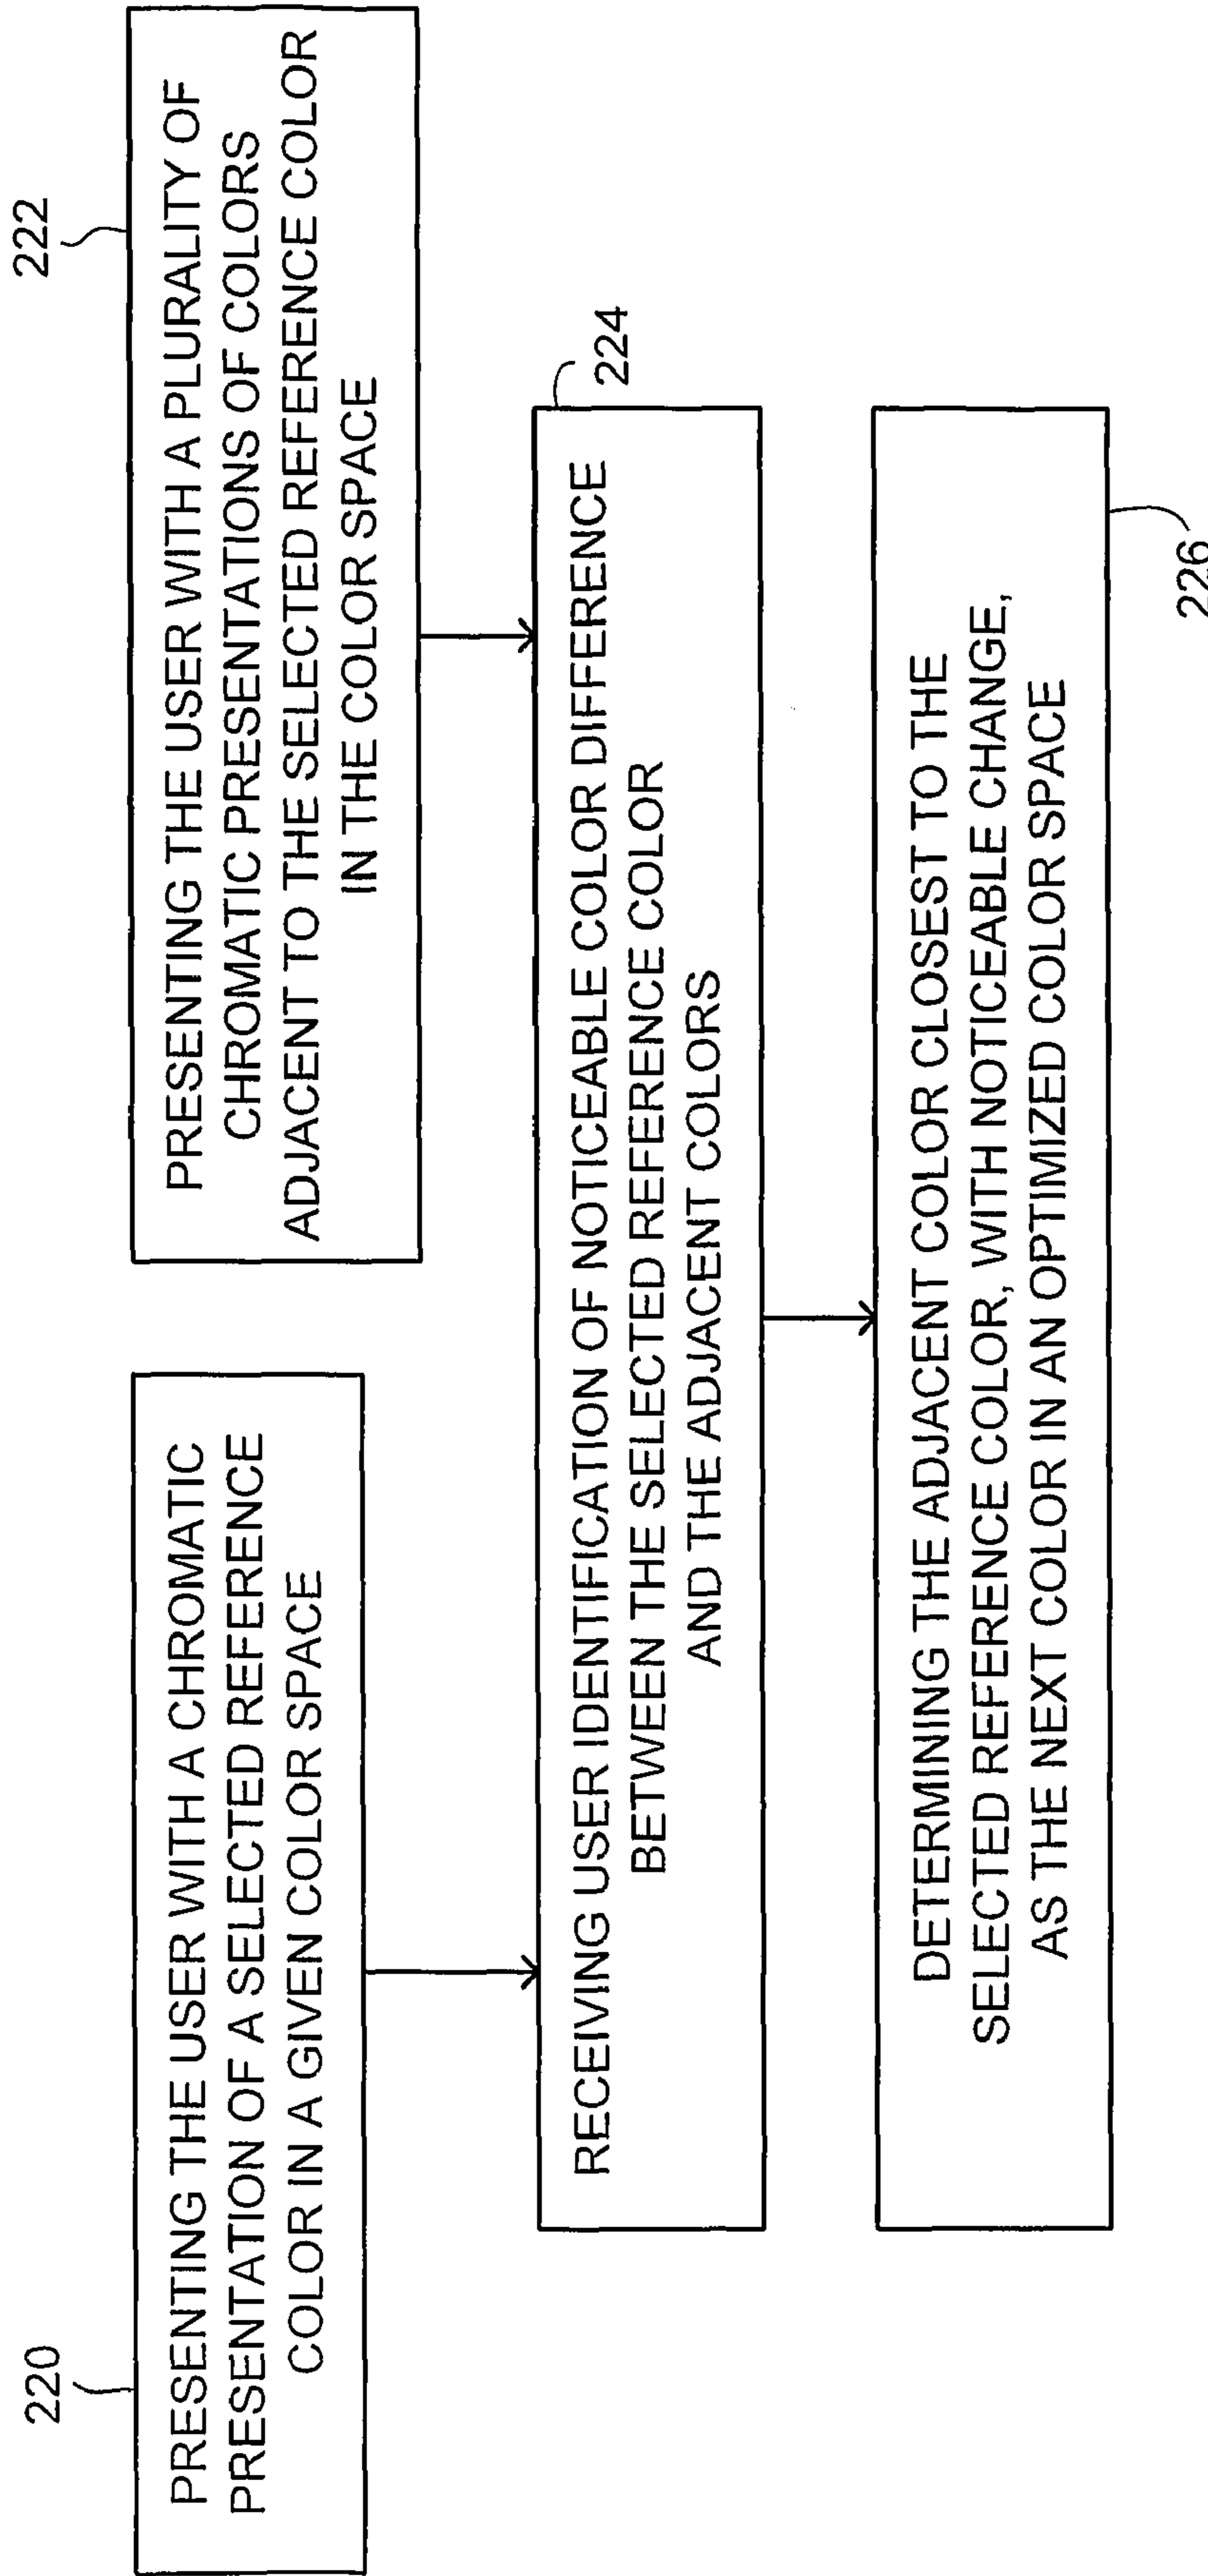 220
PRESENTING THE USER WITH A CHROMATIC
PRESENTATION OF A SELECTED REFERENCE
COLOR IN A GIVEN COLOR SPACE
222
PRESENTING THE USER WITH A PLURALITY OF
CHROMATIC PRESENTATIONS OF COLORS
ADJACENT TO THE SELECTED REFERENCE COLOR
IN THE COLOR SPACE
224
RECEIVING USER IDENTIFICATION OF NOTICEABLE COLOR DIFFERENCE
BETWEEN THE SELECTED REFERENCE COLOR
AND THE ADJACENT COLORS
DETERMINING THE ADJACENT COLOR CLOSEST TO THE
SELECTED REFERENCE COLOR, WITH NOTICEABLE CHANGE,
AS THE NEXT COLOR IN AN OPTIMIZED COLOR SPACE
226